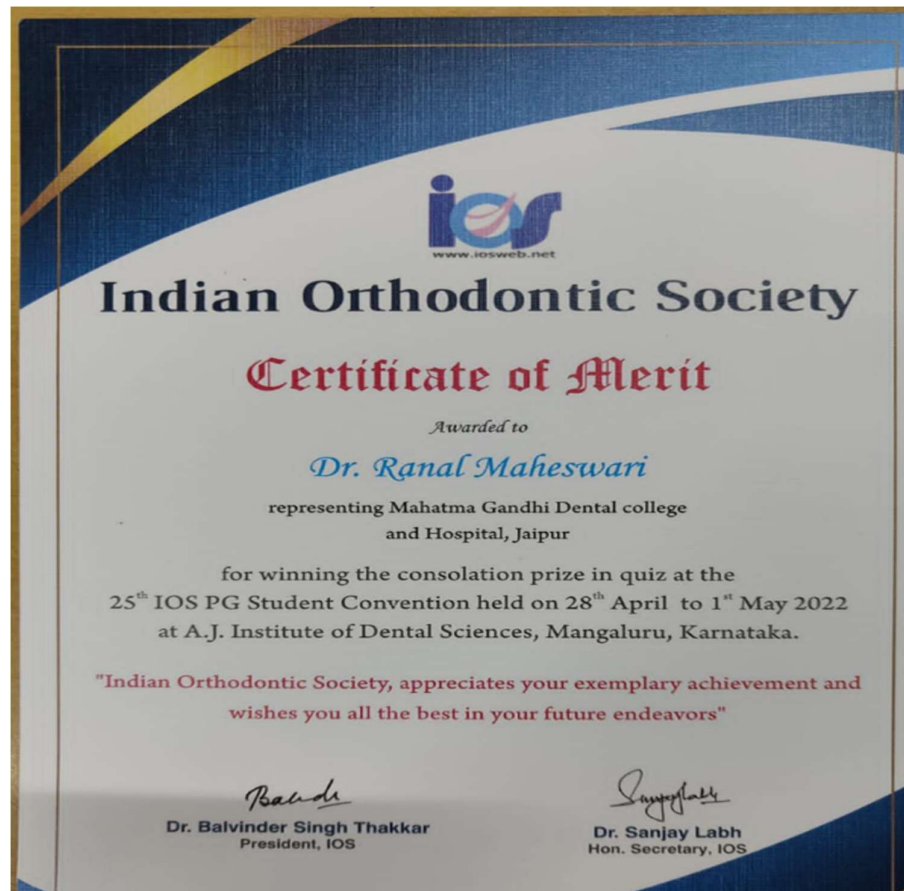 ios
www.iosweb.net
Indian Orthodontic Society
Certificate of Merit
Awarded to
Dr. Ranal Maheswari
representing Mahatma Gandhi Dental college
and Hospital, Jaipur
for winning the consolation prize in quiz at the
25th IOS PG Student Convention held on 28th April to 1st May 2022
at A.J. Institute of Dental Sciences, Mangaluru, Karnataka.
"Indian Orthodontic Society, appreciates your exemplary achievement and
wishes you all the best in your future endeavors"
Dr. Balvinder Singh Thakkar
President, IOS
Dr. Sanjay Labh
Hon. Secretary, IOS